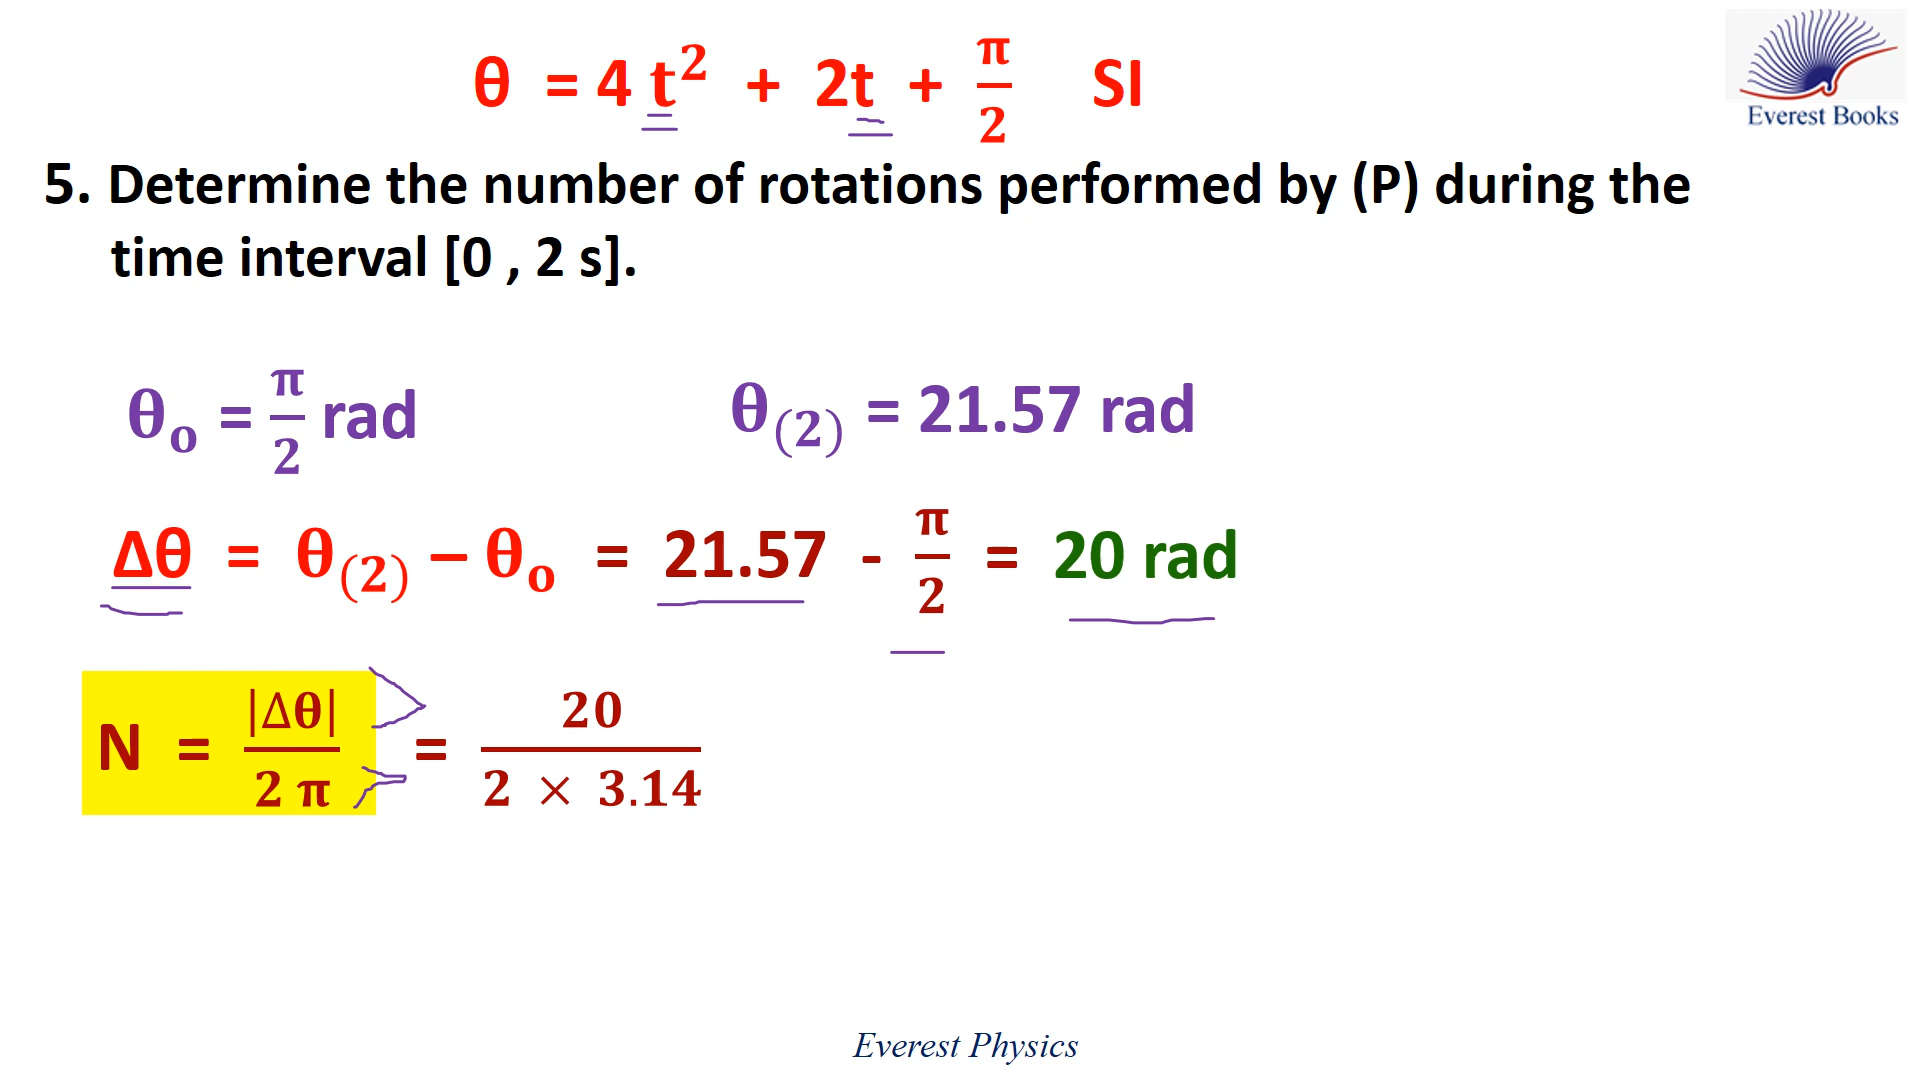 θ = 4 t² + 2t + π/2 SI
Everest Books
5. Determine the number of rotations performed by (P) during the
time interval [0 , 2 s].
θₒ = π/2 rad
θ₍₂₎ = 21.57 rad
Δθ = θ₍₂₎ – θₒ = 21.57 - π/2 = 20 rad
N = |Δθ|/2 π = 20/2 × 3.14
Everest Physics